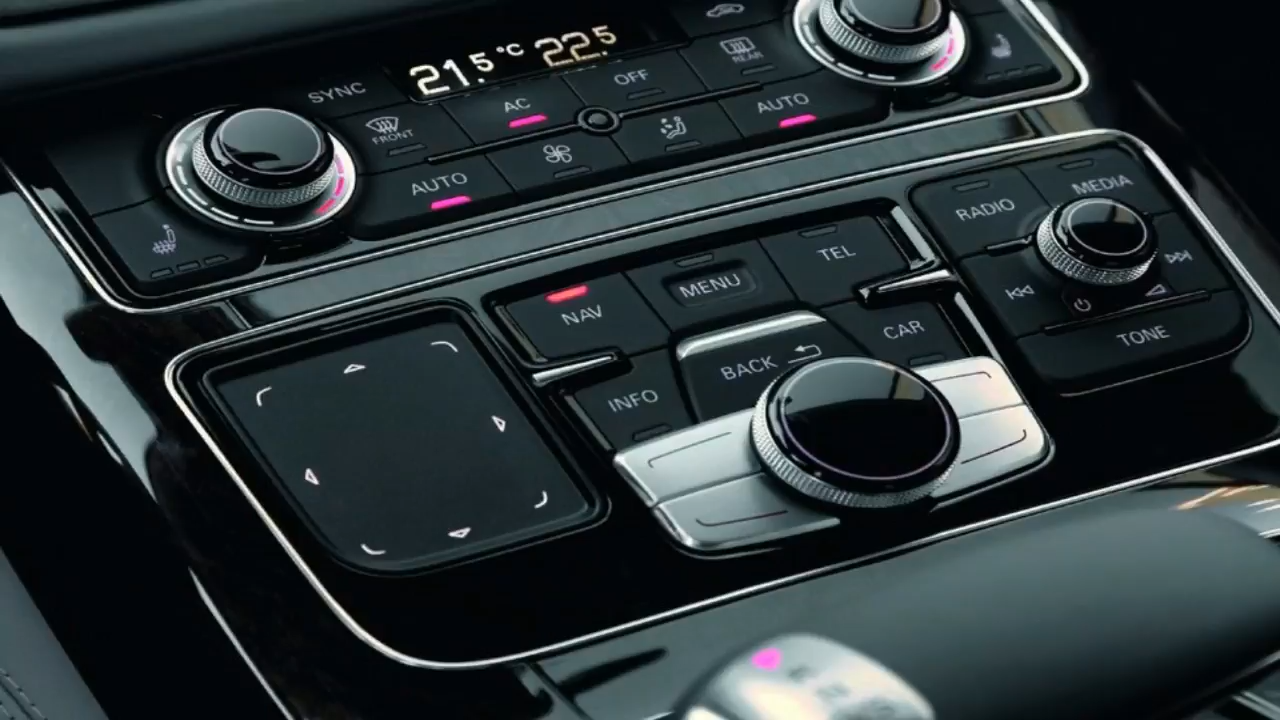 SYNC
21.5 °C 22.5
FRONT
AC
OFF
REAR
AUTO
AUTO
RADIO
MEDIA
NAV
MENU
TEL
INFO
BACK
CAR
TONE